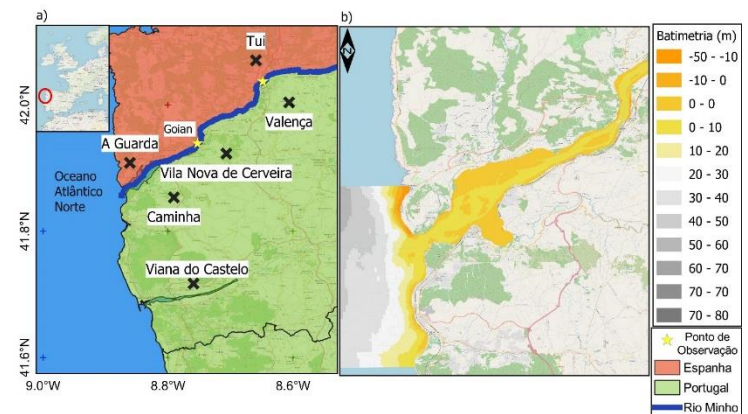 a)
b)
Tui
Valença
Goian
A Guarda
Oceano
Atlântico
Norte
Vila Nova de Cerveira
Caminha
Viana do Castelo
42.0°N
41.8°N
41.6°N
9.0°W
8.8°W
8.6°W
N
Batimetria (m)
-50 - -10
-10 - 0
0 - 0
0 - 10
10 - 20
20 - 30
30 - 40
40 - 50
50 - 60
60 - 70
70 - 70
70 - 80
Ponto de
Observação
Espanha
Portugal
Rio Minho